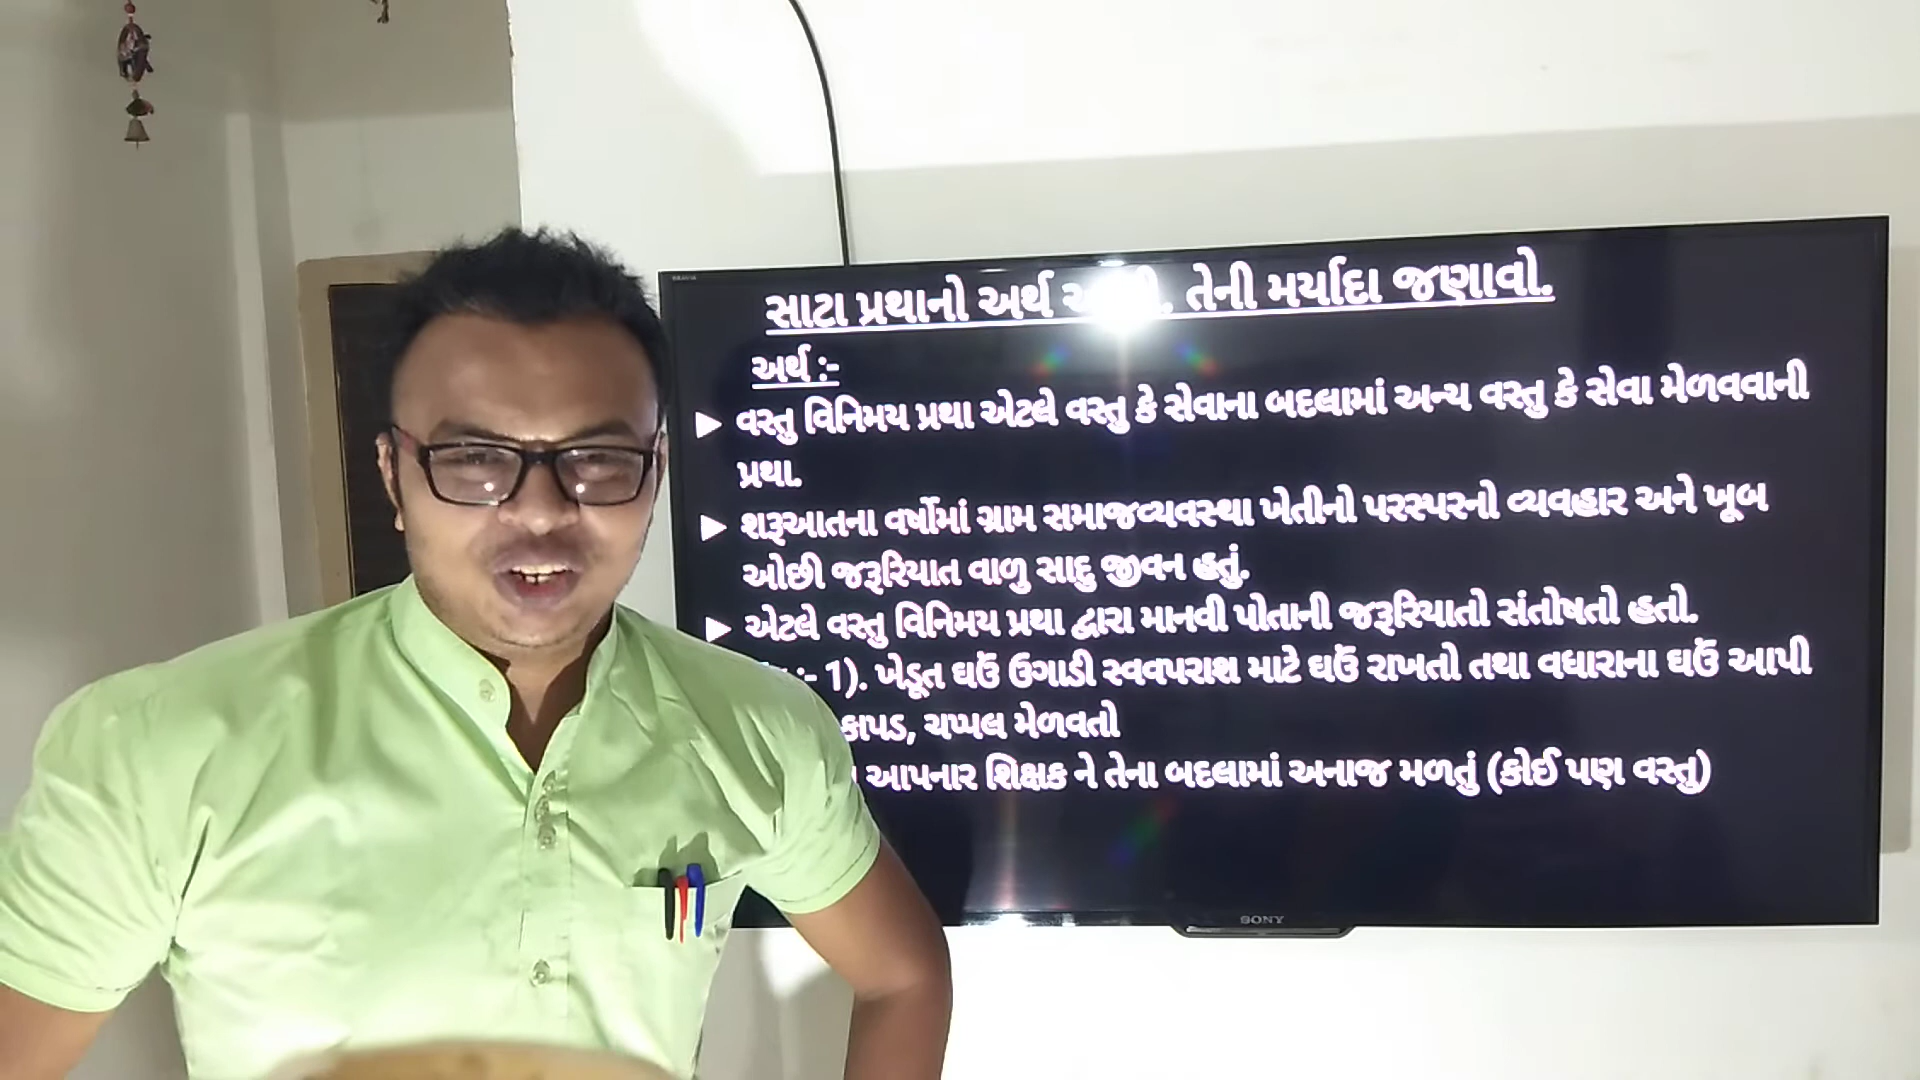 સાટા પ્રથાનો અર્થ તેની મર્યાદા જણાવો.
અર્થ :-
વસ્તુ વિનિમય પ્રથા એટલે વસ્તુ કે સેવાના બદલામાં અન્ય વસ્તુ કે સેવા મેળવવાની
પ્રથા.
શરૂઆતના વર્ષોમાં ગ્રામ સમાજવ્યવસ્થા ખેતીનો પરસ્પરનો વ્યવહાર અને ખૂબ
ઓછી જરૂરિયાત વાળુ સાદુ જીવન હતું.
એટલે વસ્તુ વિનિમય પ્રથા દ્વારા માનવી પોતાની જરૂરિયાતો સંતોષતો હતો.
:- 1). ખેડૂત ઘઉં ઉગાડી સ્વવપરાશ માટે ઘઉં રાખતો તથા વધારાના ઘઉં આપી
કાપડ, ચપ્પલ મેળવતો
આપનાર શિક્ષક ને તેના બદલામાં અનાજ મળતું (કોઈ પણ વસ્તુ)
SONY